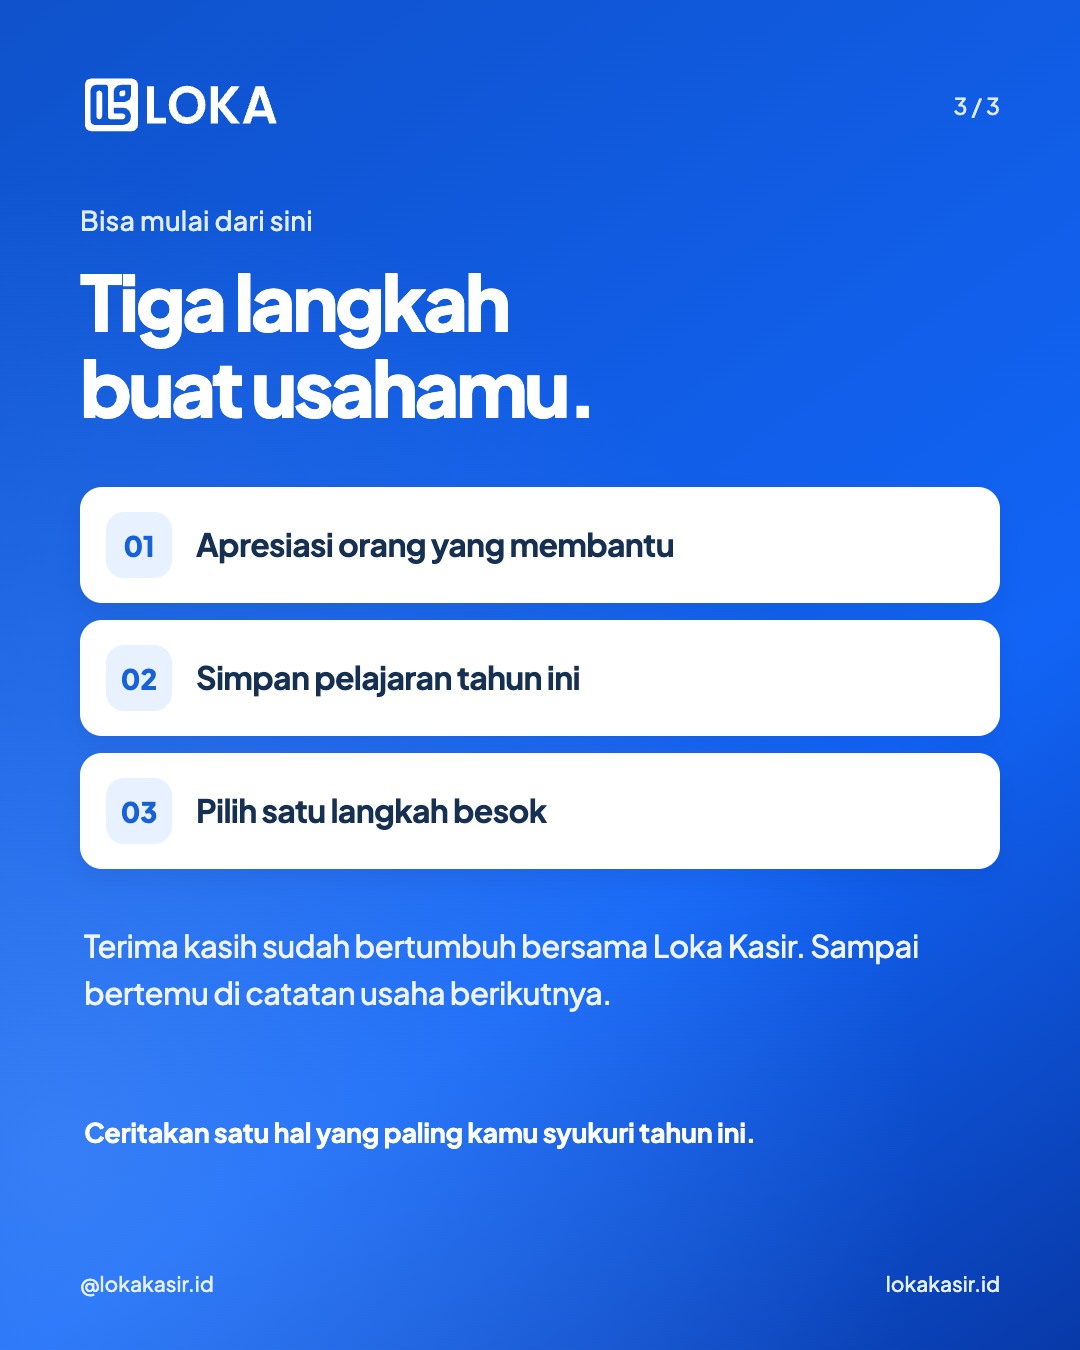 LOKA
3 / 3
Bisa mulai dari sini
Tiga langkah
buat usahamu.
01 Apresiasi orang yang membantu
02 Simpan pelajaran tahun ini
03 Pilih satu langkah besok
Terima kasih sudah bertumbuh bersama Loka Kasir. Sampai
bertemu di catatan usaha berikutnya.
Ceritakan satu hal yang paling kamu syukuri tahun ini.
@lokakasir.id
lokakasir.id